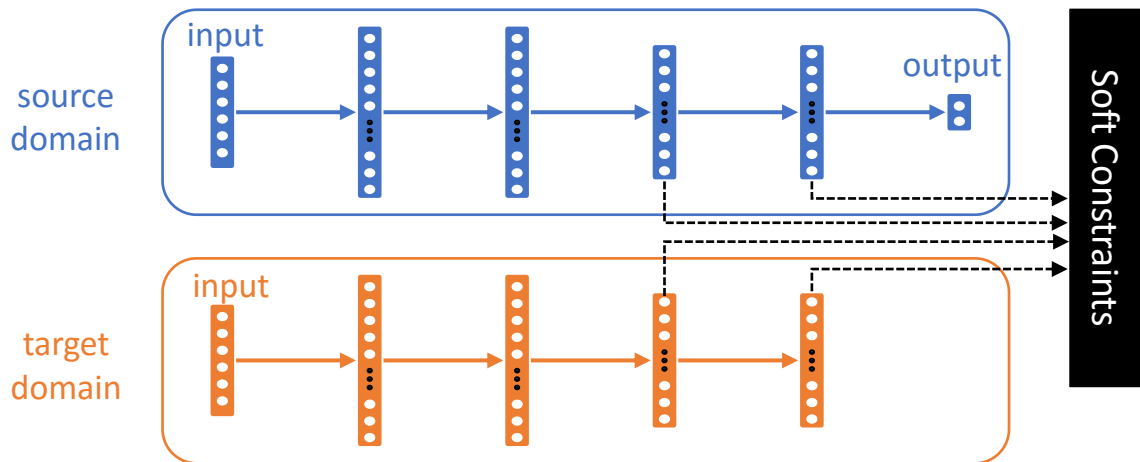 input
output
source
domain
Soft Constraints
input
target
domain